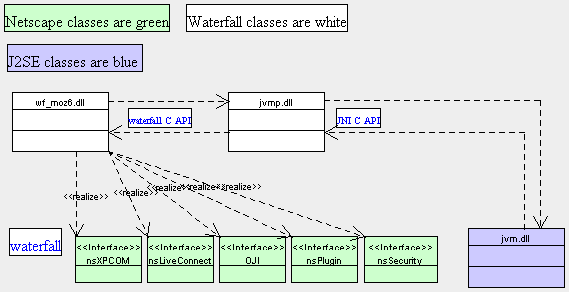 Netscape classes are green
Waterfall classes are white
J2SE classes are blue
wf_moz6.dll
jvmp.dll
waterfall C API
JNI C API
<<realize>>
<<realize>>
<<realize>>
<<realize>>
<<realize>>
waterfall
<<Interface>>
nsXPCOM
<<Interface>>
nsLiveConnect
<<Interface>>
OJI
<<Interface>>
nsPlugin
<<Interface>>
nsSecurity
jvm.dll